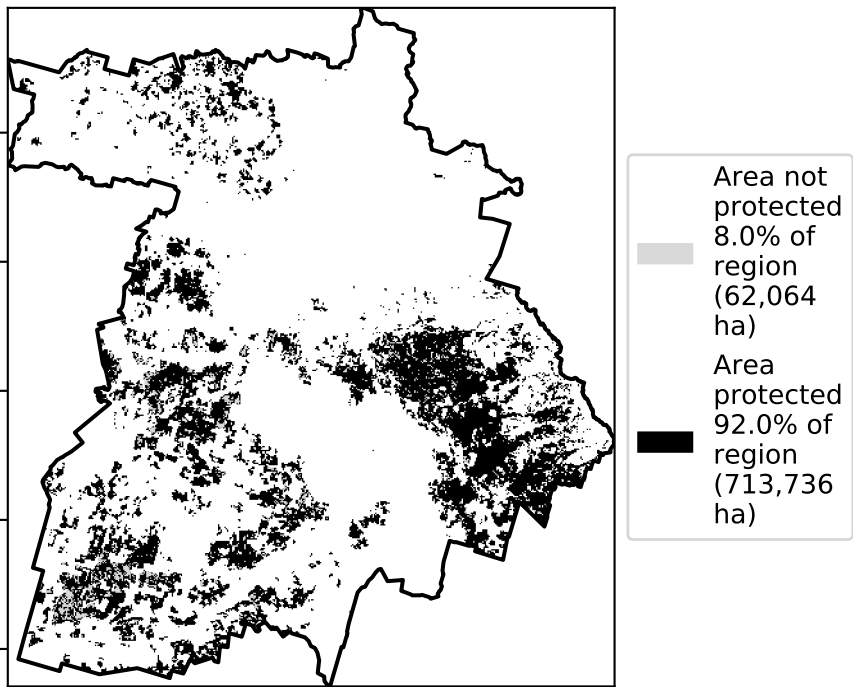 Area not
protected
8.0% of
region
(62,064
ha)
Area
protected
92.0% of
region
(713,736
ha)